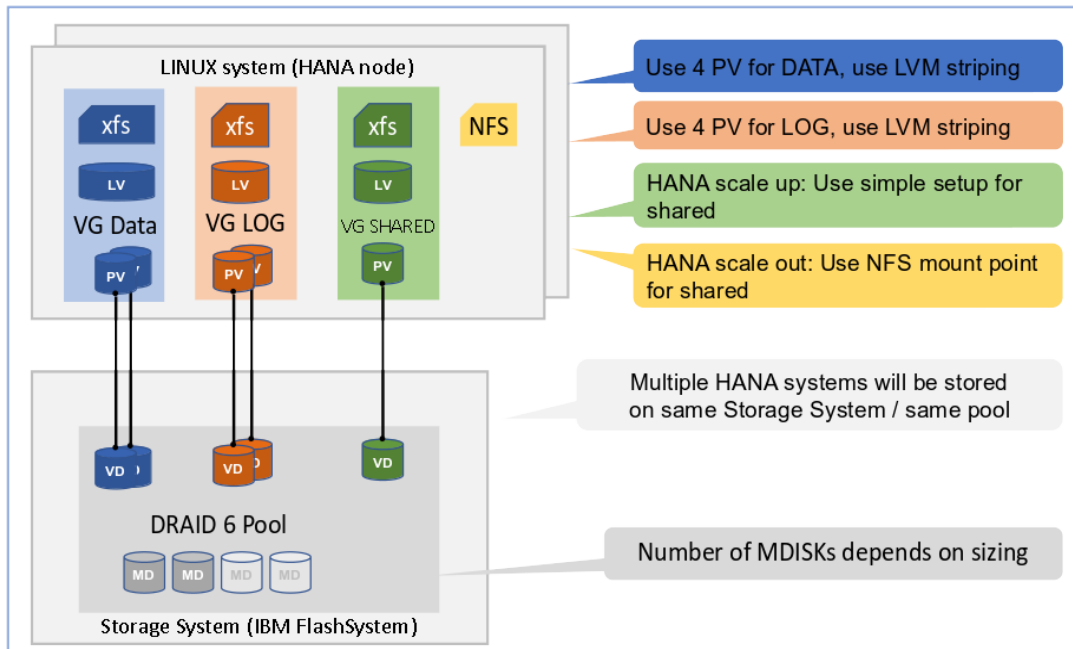 LINUX system (HANA node)
xfs
xfs
xfs
NFS
LV
LV
LV
VG Data
VG LOG
VG SHARED
PV
V
PV
V
PV
Use 4 PV for DATA, use LVM striping
Use 4 PV for LOG, use LVM striping
HANA scale up: Use simple setup for
shared
HANA scale out: Use NFS mount point
for shared
Multiple HANA systems will be stored
on same Storage System / same pool
VD
D
VD
D
VD
DRAID 6 Pool
MD
MD
MD
MD
Number of MDISKs depends on sizing
Storage System (IBM FlashSystem)